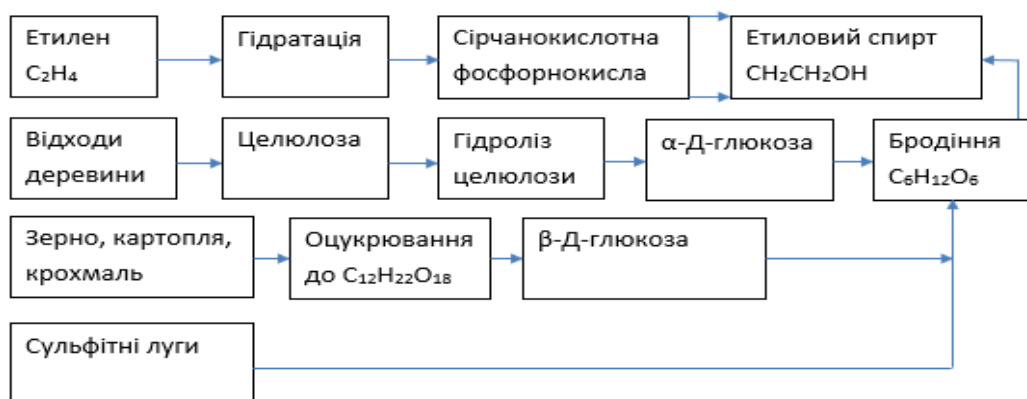 Етилен
C₂H₄
Гідратація
Сірчанокислотна
фосфорнокисла
Етиловий спирт
CH₂CH₂OH
Відходи
деревини
Целюлоза
Гідроліз
целюлози
α-Д-глюкоза
Бродіння
C₆H₁₂O₆
Зерно, картопля,
крохмаль
Оцукрювання
до C₁₂H₂₂O₁₈
β-Д-глюкоза
Сульфітні луги